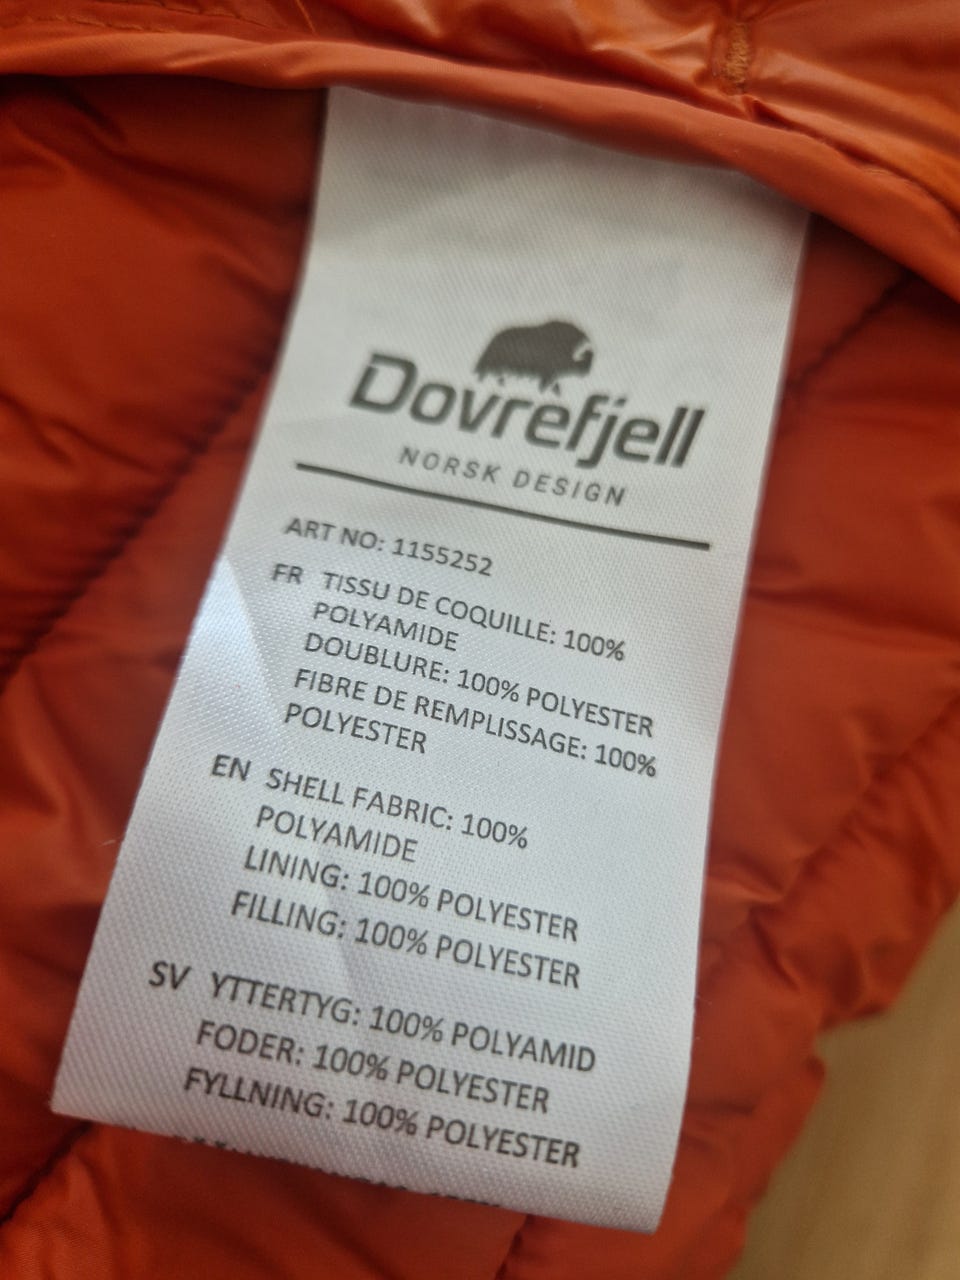 Dovrefjell
NORSK DESIGN
ART NO: 1155252
FR TISSU DE COQUILLE: 100%
POLYAMIDE
DOUBLURE: 100% POLYESTER
FIBRE DE REMPLISSAGE: 100%
POLYESTER
EN SHELL FABRIC: 100%
POLYAMIDE
LINING: 100% POLYESTER
FILLING: 100% POLYESTER
SV YTTERTYG: 100% POLYAMID
FODER: 100% POLYESTER
FYLLNING: 100% POLYESTER